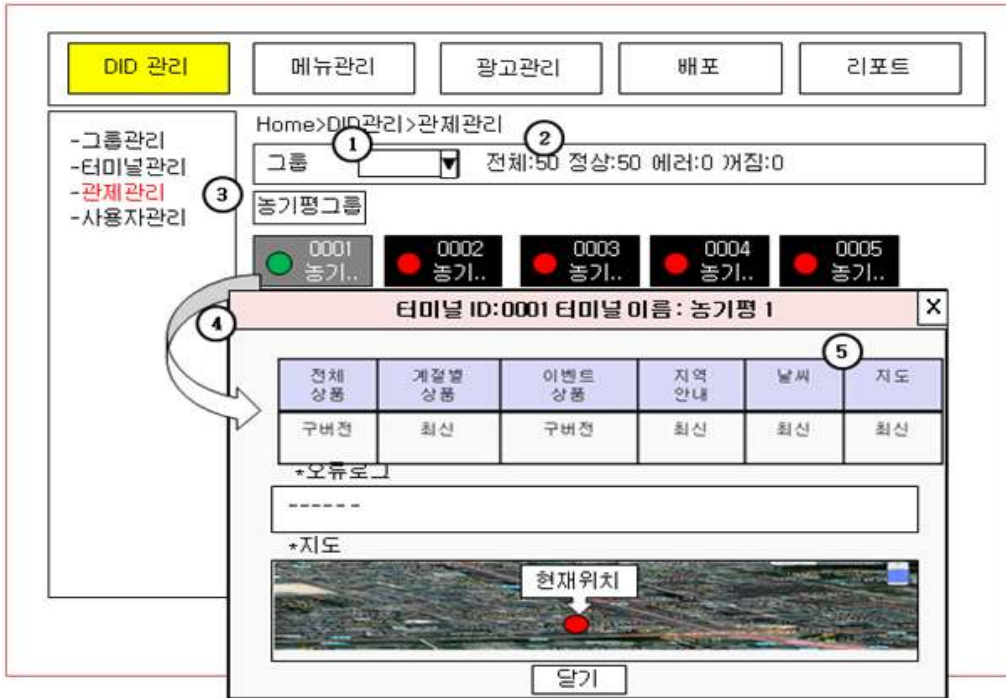 DID 관리
메뉴관리
광고관리
배포
리포트
-그룹관리
-터미널관리
-관제관리
-사용자관리
Home>DID관리>관제관리
1
2
그룹
전체:50 정상:50 에러:0 꺼짐:0
3
농기평그룹
0001
농기..
0002
농기..
0003
농기..
0004
농기..
0005
농기..
4
터미널 ID:0001 터미널 이름 : 농기평 1
X
5
전체
상품
계절별
상품
이벤트
상품
지역
안내
날씨
지도
구버전
최신
구버전
최신
최신
최신
*오류로그
------
*지도
현재위치
닫기